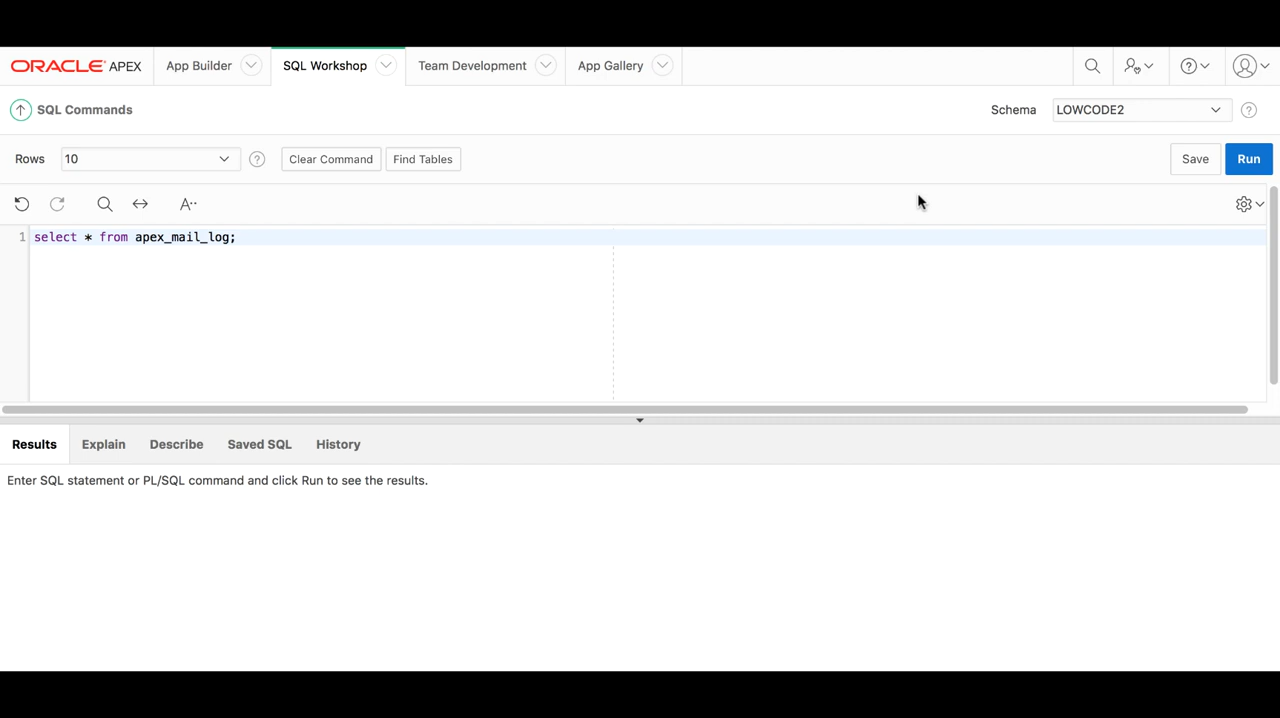 ORACLE APEX App Builder SQL Workshop Team Development App Gallery
SQL Commands Schema LOWCODE2
Rows 10 Clear Command Find Tables Save Run
1 select * from apex_mail_log;
Results Explain Describe Saved SQL History
Enter SQL statement or PL/SQL command and click Run to see the results.